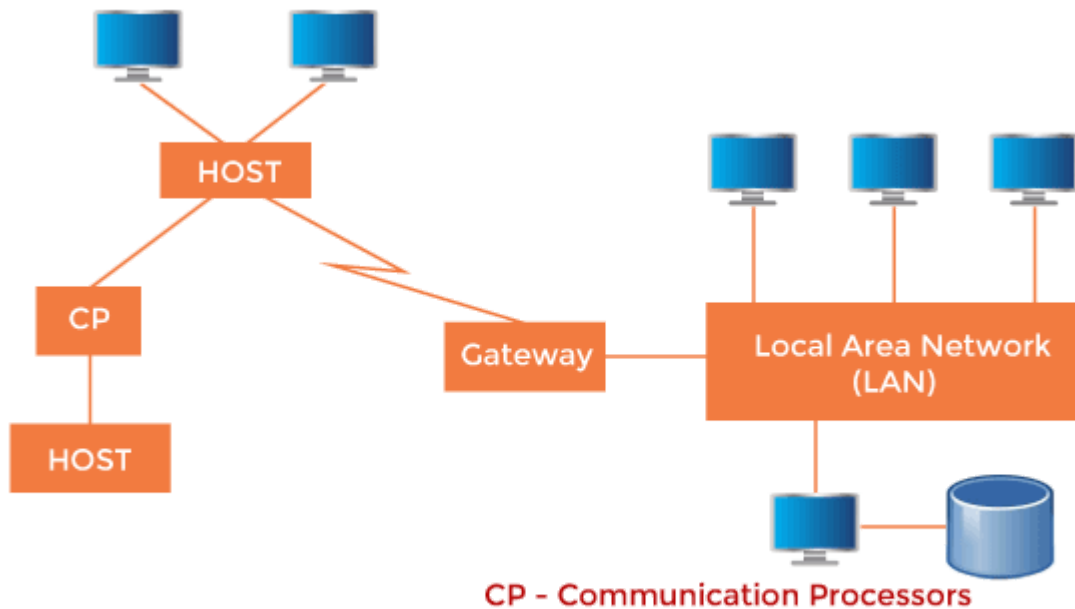 HOST
CP
Gateway
Local Area Network
(LAN)
HOST
CP - Communication Processors